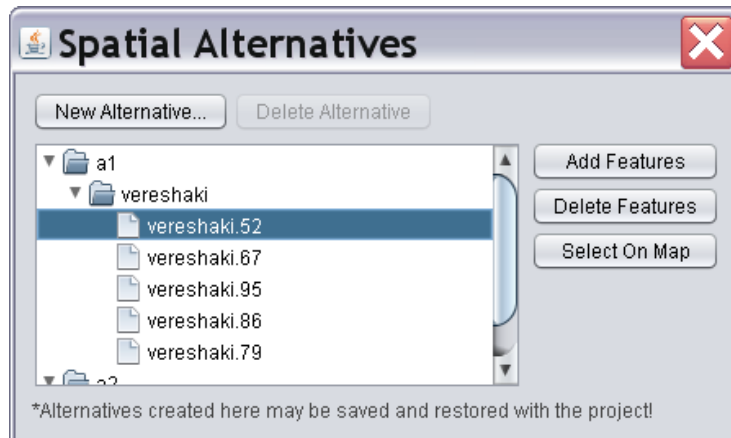 Spatial Alternatives
New Alternative... Delete Alternative
a1
vereshaki
vereshaki.52
vereshaki.67
vereshaki.95
vereshaki.86
vereshaki.79
a2
Add Features
Delete Features
Select On Map
*Alternatives created here may be saved and restored with the project!